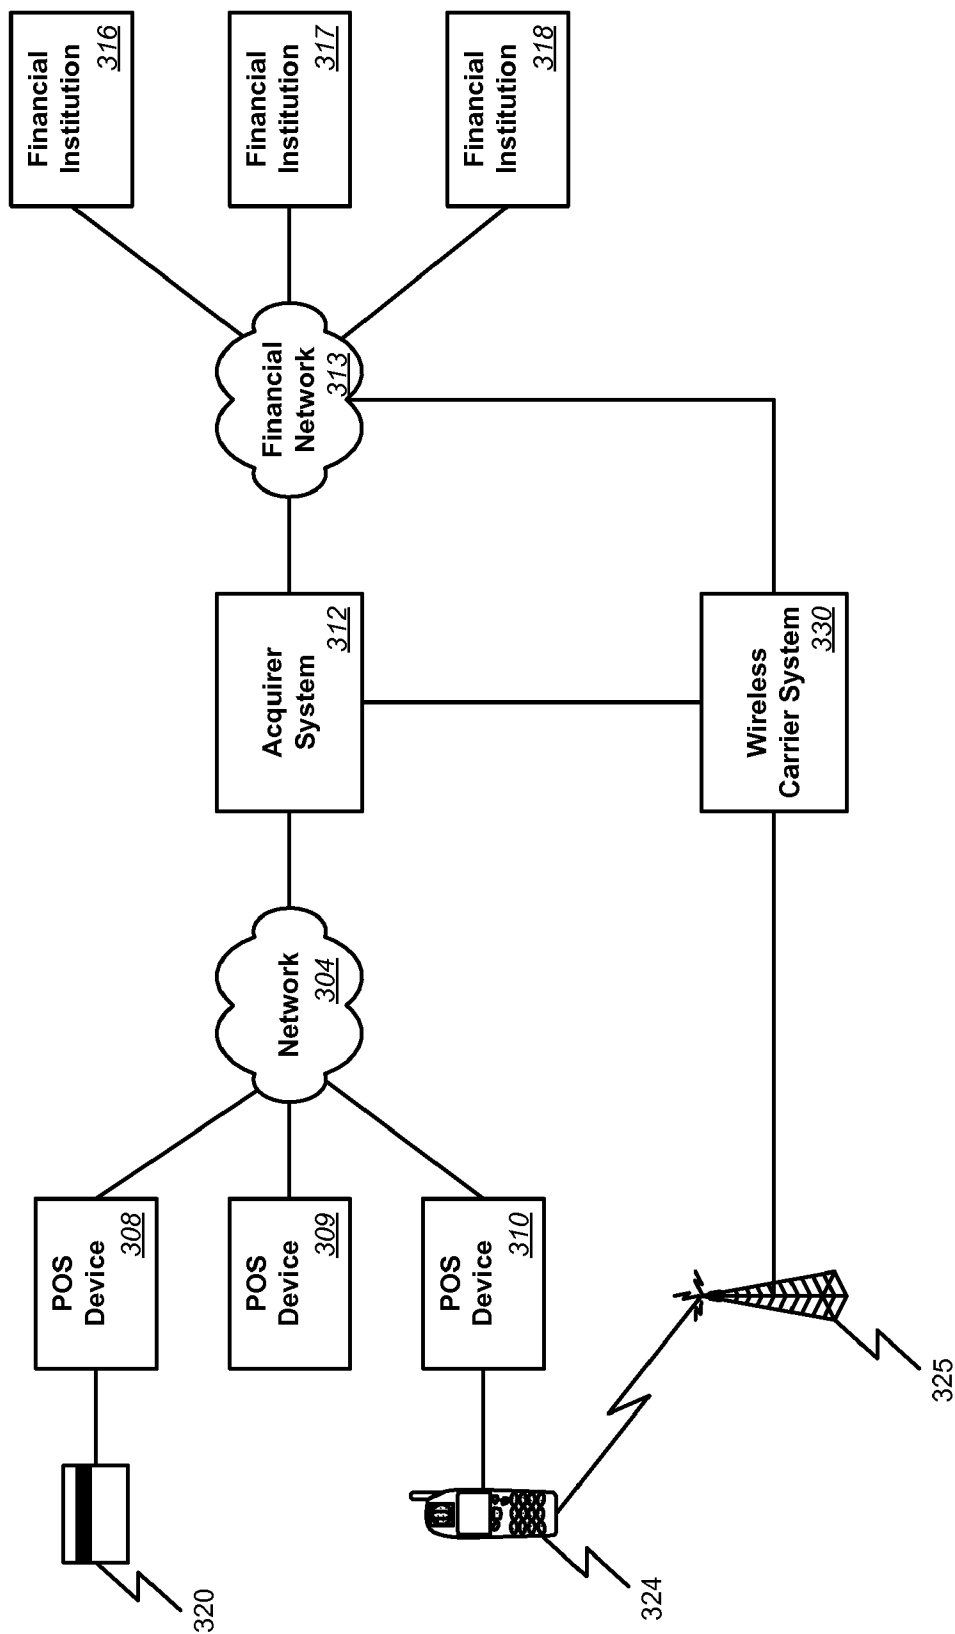 POS
Device
308
POS
Device
309
POS
Device
310
320
324
325
Network
304
Acquirer
System
312
Wireless
Carrier System
330
Financial
Network
313
Financial
Institution
316
Financial
Institution
317
Financial
Institution
318